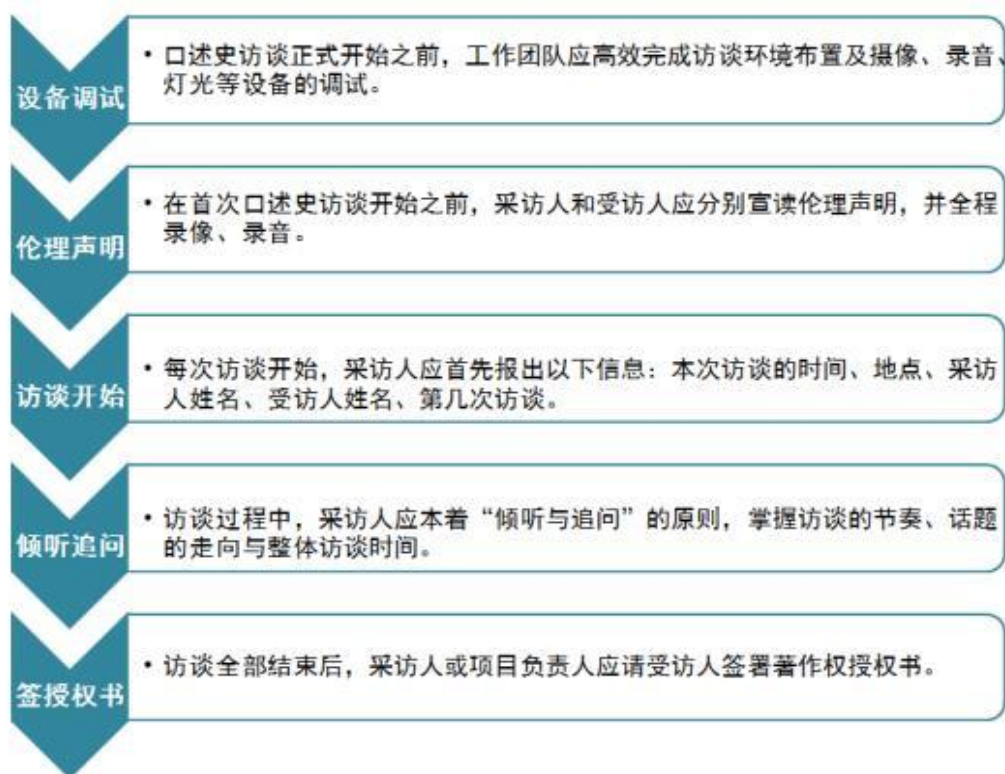 设备调试
• 口述史访谈正式开始之前，工作团队应高效完成访谈环境布置及摄像、录音、
灯光等设备的调试。
伦理声明
• 在首次口述史访谈开始之前，采访人和受访人应分别宣读伦理声明，并全程
录像、录音。
访谈开始
• 每次访谈开始，采访人应首先报出以下信息：本次访谈的时间、地点、采访
人姓名、受访人姓名、第几次访谈。
倾听追问
• 访谈过程中，采访人应本着“倾听与追问”的原则，掌握访谈的节奏、话题
的走向与整体访谈时间。
签授权书
• 访谈全部结束后，采访人或项目负责人应请受访人签署著作权授权书。